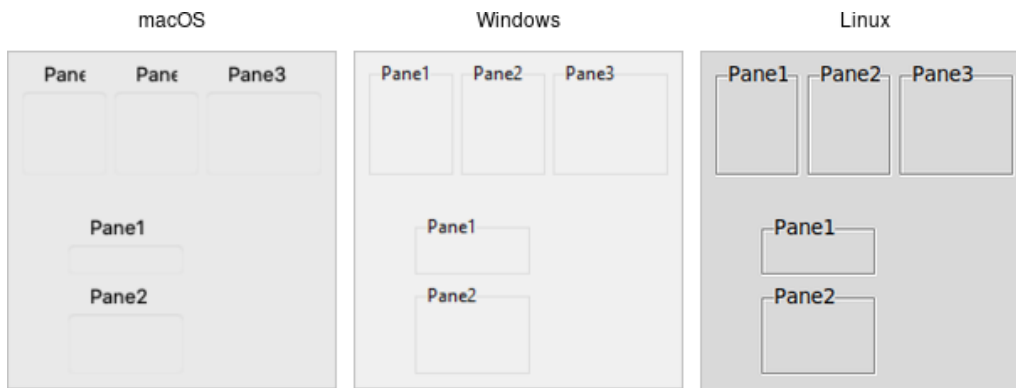 macOS Windows Linux
Pane Pane Pane3 Pane1 Pane2 Pane3 Pane1 Pane2 Pane3
Pane1 Pane1 Pane1
Pane2 Pane2 Pane2